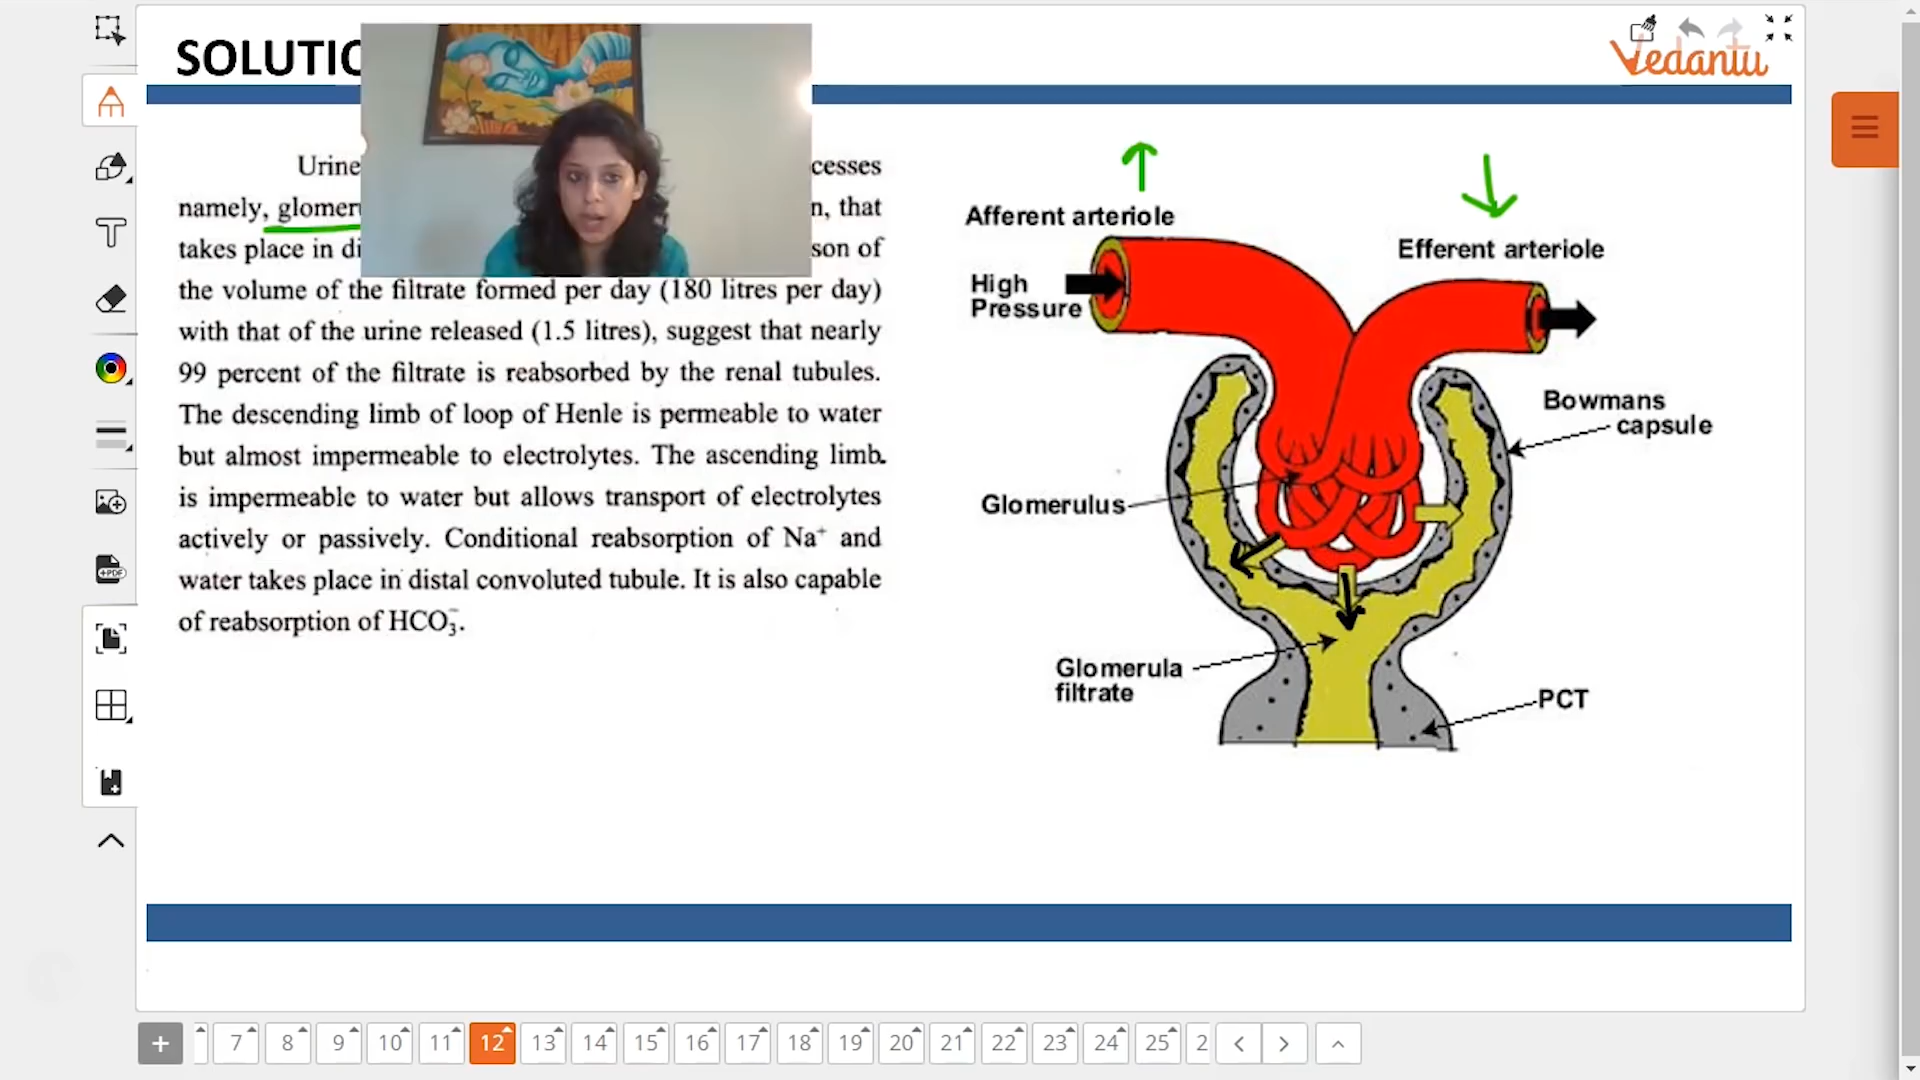 SOLUTIO
Vedantu
Urine cesses
namely, glomeru n, that
takes place in di son of
the volume of the filtrate formed per day (180 litres per day)
with that of the urine released (1.5 litres), suggest that nearly
99 percent of the filtrate is reabsorbed by the renal tubules.
The descending limb of loop of Henle is permeable to water
but almost impermeable to electrolytes. The ascending limb
is impermeable to water but allows transport of electrolytes
actively or passively. Conditional reabsorption of Na⁺ and
water takes place in distal convoluted tubule. It is also capable
of reabsorption of HCO₃⁻.
Afferent arteriole
Efferent arteriole
High
Pressure
Bowmans
capsule
Glomerulus
Glomerula
filtrate
PCT
T
+PDF
+ 7 8 9 10 11 12 13 14 15 16 17 18 19 20 21 22 23 24 25 2 < >